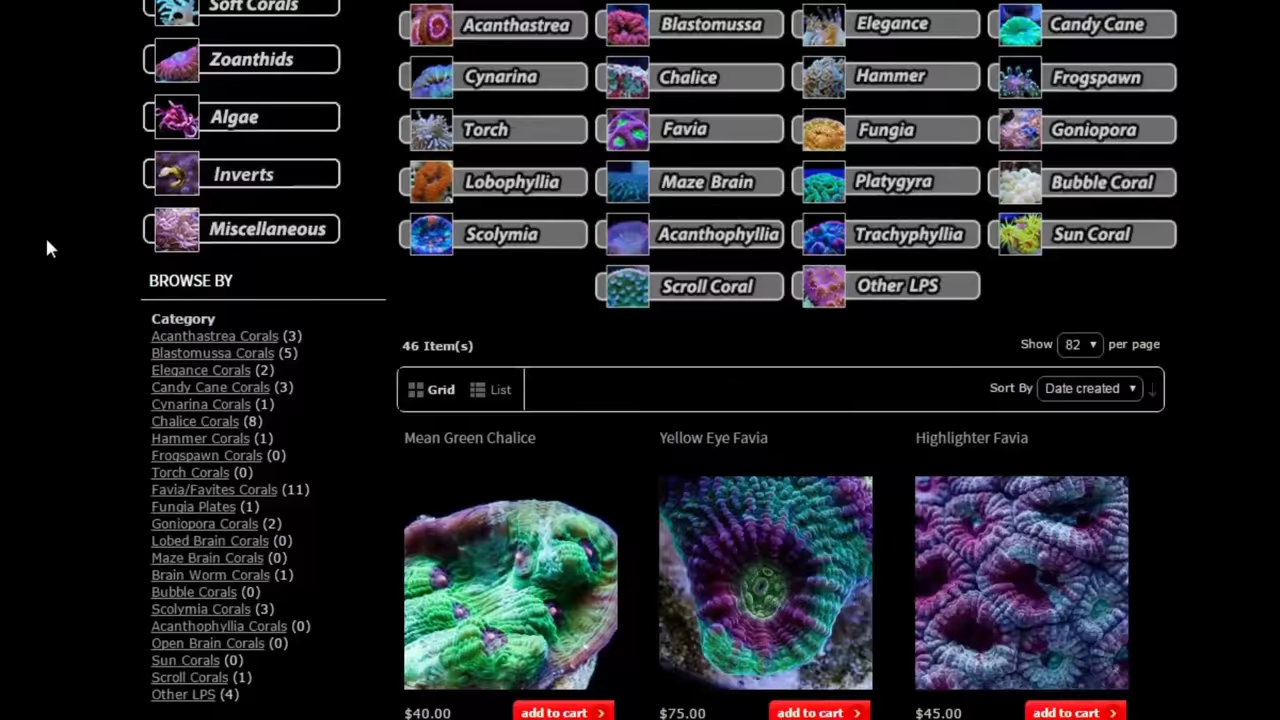 Soft Corals
Zoanthids
Algae
Inverts
Miscellaneous
BROWSE BY
Category
Acanthastrea Corals (3)
Blastomussa Corals (5)
Elegance Corals (2)
Candy Cane Corals (3)
Cynarina Corals (1)
Chalice Corals (8)
Hammer Corals (1)
Frogspawn Corals (0)
Torch Corals (0)
Favia/Favites Corals (11)
Fungia Plates (1)
Goniopora Corals (2)
Lobed Brain Corals (0)
Maze Brain Corals (0)
Brain Worm Corals (1)
Bubble Corals (0)
Scolymia Corals (3)
Acanthophyllia Corals (0)
Open Brain Corals (0)
Sun Corals (0)
Scroll Corals (1)
Other LPS (4)
Acanthastrea Blastomussa Elegance Candy Cane
Cynarina Chalice Hammer Frogspawn
Torch Favia Fungia Goniopora
Lobophyllia Maze Brain Platygyra Bubble Coral
Scolymia Acanthophyllia Trachyphyllia Sun Coral
Scroll Coral Other LPS
46 Item(s) Show 82 per page
Grid List Sort By Date created
Mean Green Chalice Yellow Eye Favia Highlighter Favia
$40.00 add to cart $75.00 add to cart $45.00 add to cart